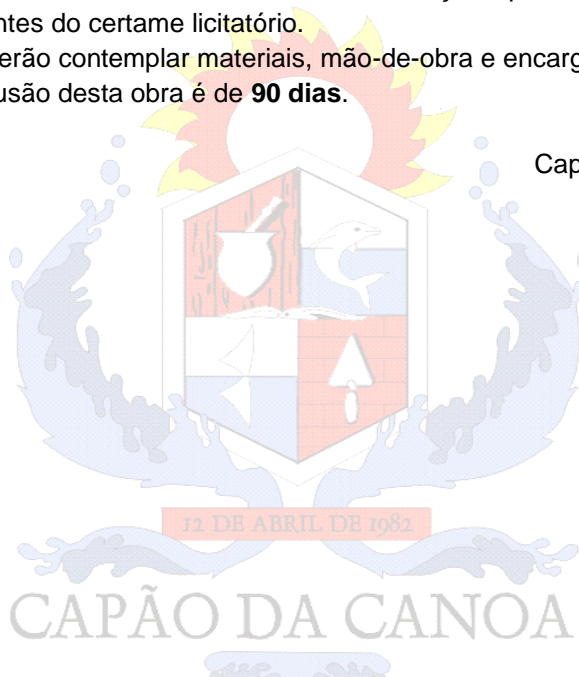 ntes do certame licitatório.
erão contemplar materiais, mão-de-obra e encarg
usão desta obra é de 90 dias.
Cap
12 DE ABRIL DE 1982
CAPÃO DA CANOA